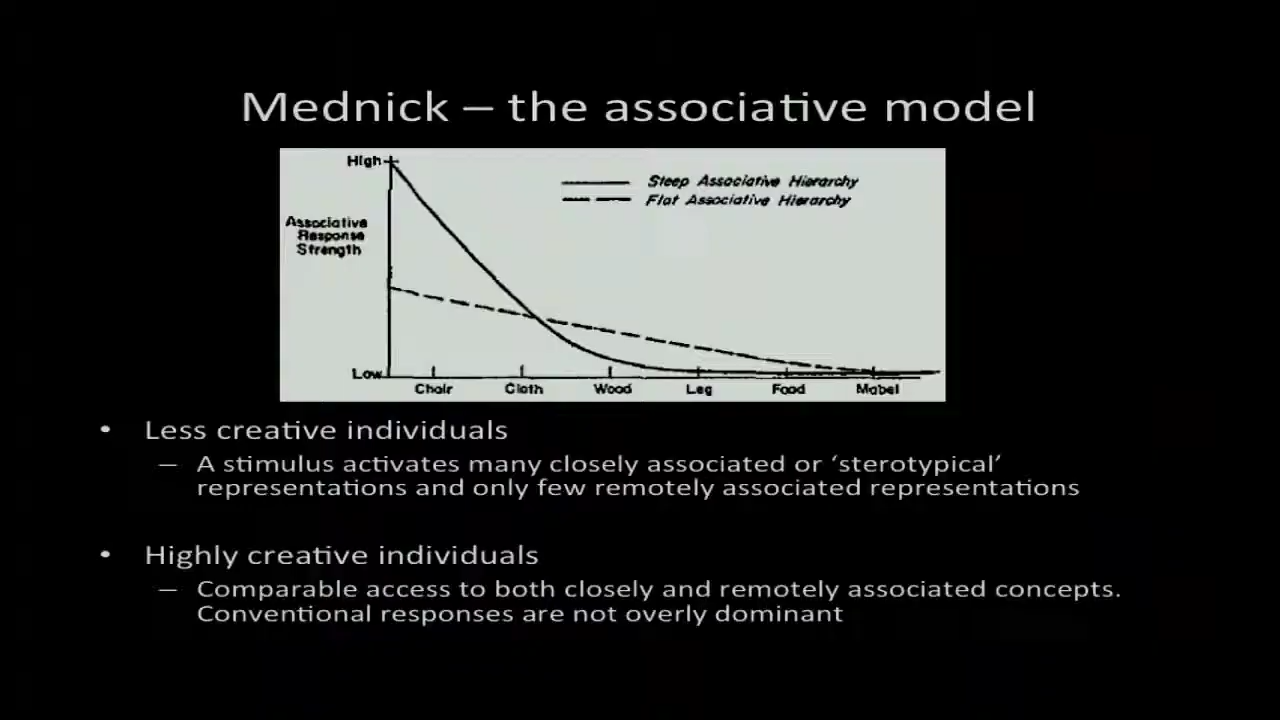 Mednick – the associative model
High
Steep Associative Hierarchy
Flat Associative Hierarchy
Associative
Response
Strength
Low
Chair Cloth Wood Leg Food Mabel
• Less creative individuals
– A stimulus activates many closely associated or ‘sterotypical’
representations and only few remotely associated representations
• Highly creative individuals
– Comparable access to both closely and remotely associated concepts.
Conventional responses are not overly dominant